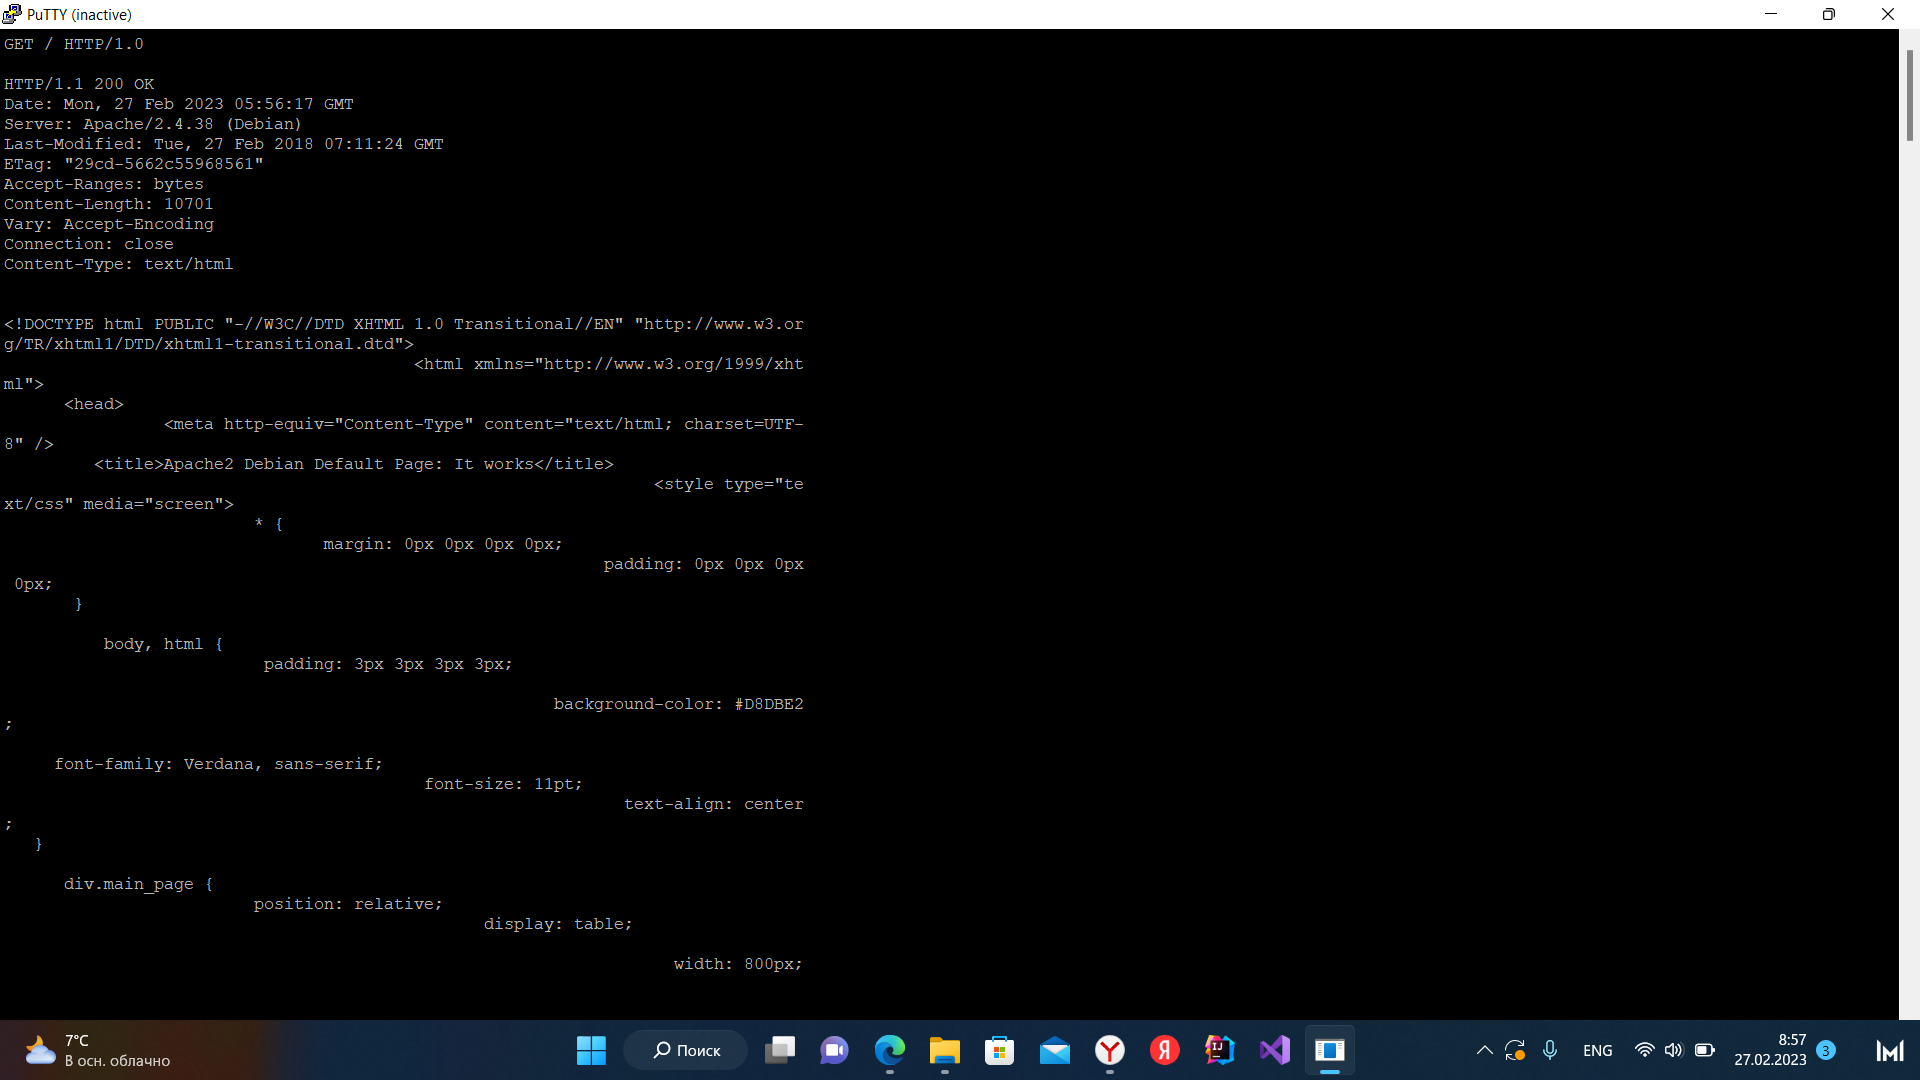 PuTTY (inactive)
GET / HTTP/1.0
HTTP/1.1 200 OK
Date: Mon, 27 Feb 2023 05:56:17 GMT
Server: Apache/2.4.38 (Debian)
Last-Modified: Tue, 27 Feb 2018 07:11:24 GMT
ETag: "29cd-5662c55968561"
Accept-Ranges: bytes
Content-Length: 10701
Vary: Accept-Encoding
Connection: close
Content-Type: text/html
<!DOCTYPE html PUBLIC "-//W3C//DTD XHTML 1.0 Transitional//EN" "http://www.w3.or
g/TR/xhtml1/DTD/xhtml1-transitional.dtd">
<html xmlns="http://www.w3.org/1999/xht
ml">
<head>
<meta http-equiv="Content-Type" content="text/html; charset=UTF-
8" />
<title>Apache2 Debian Default Page: It works</title>
<style type="te
xt/css" media="screen">
* {
margin: 0px 0px 0px 0px;
padding: 0px 0px 0px
0px;
}
body, html {
padding: 3px 3px 3px 3px;
background-color: #D8DBE2
;
font-family: Verdana, sans-serif;
font-size: 11pt;
text-align: center
;
}
div.main_page {
position: relative;
display: table;
width: 800px;
7°C
В осн. облачно
Поиск
ENG
8:57
27.02.2023
3